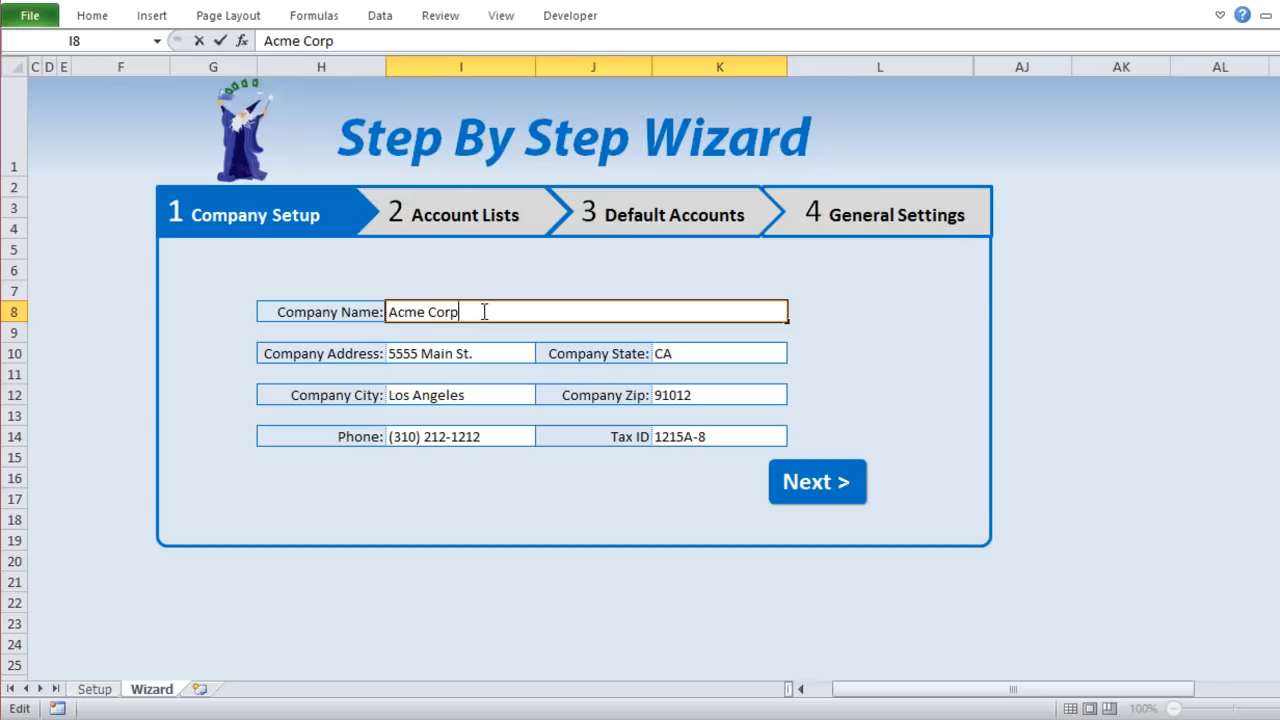 File Home Insert Page Layout Formulas Data Review View Developer
I8 fx Acme Corp
C D E F G H I J K L AJ AK AL
Step By Step Wizard
1 Company Setup 2 Account Lists 3 Default Accounts 4 General Settings
Company Name: Acme Corp
Company Address: 5555 Main St. Company State: CA
Company City: Los Angeles Company Zip: 91012
Phone: (310) 212-1212 Tax ID 1215A-8
Next >
1
2
3
4
5
6
7
8
9
10
11
12
13
14
15
16
17
18
19
20
21
22
23
24
25
Setup Wizard
Edit 100%